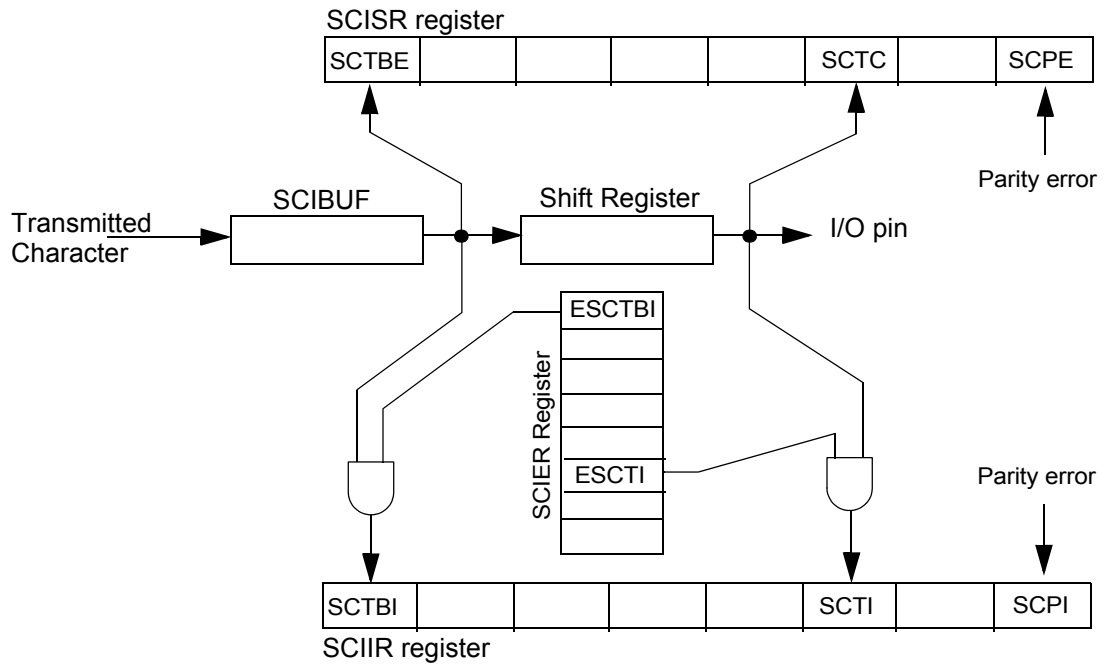 SCISR register
SCTBE SCTC SCPE
Parity error
SCIBUF Shift Register
Transmitted
Character
I/O pin
ESCTBI
SCIER Register
ESCTI
Parity error
SCTBI SCTI SCPI
SCIIR register